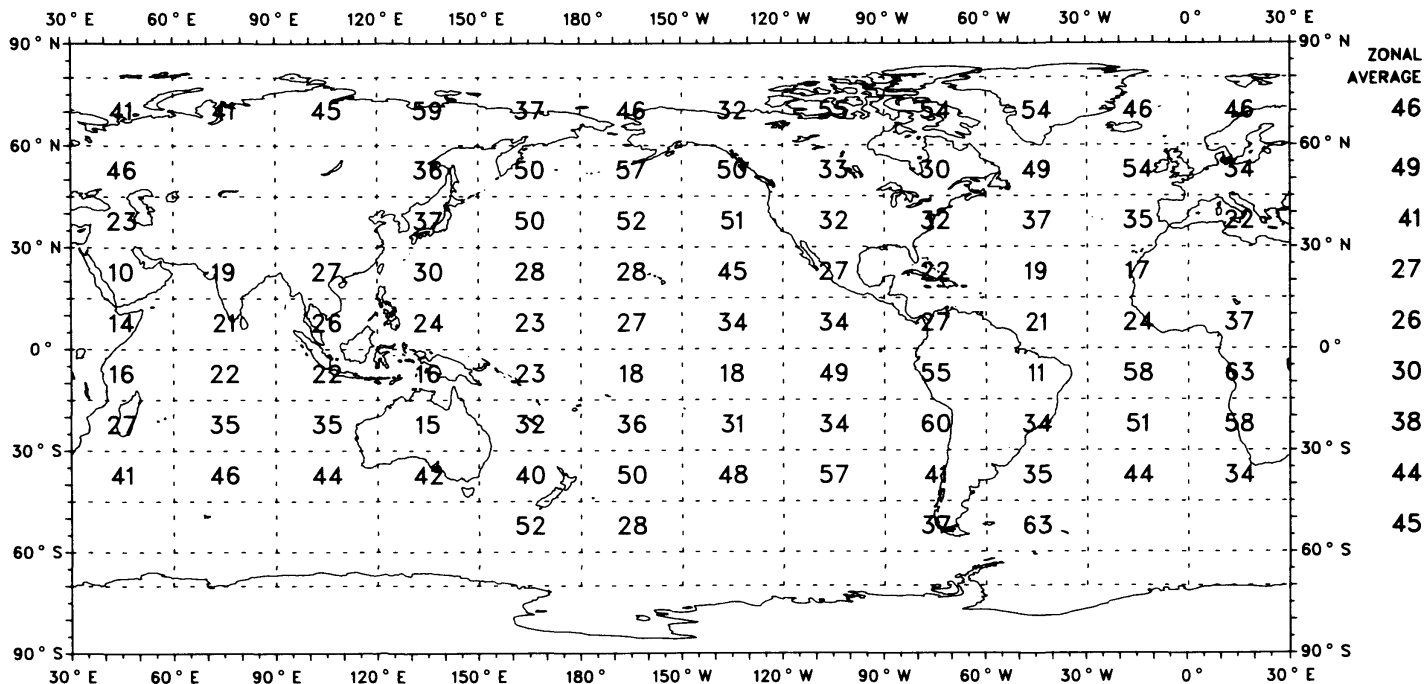 30° E 60° E 90° E 120° E 150° E 180° 150° W 120° W 90° W 60° W 30° W 0° 30° E
90° N 90° N
ZONAL
AVERAGE
41 41 45 59 37 46 32 53 54 54 46 46 46
60° N 60° N
46 36 50 57 50 33 30 49 54 34 49
23 37 50 52 51 32 32 37 35 22 41
30° N 30° N
10 19 27 30 28 28 45 27 22 19 17 27
14 21 26 24 23 27 34 34 27 21 24 37 26
0° 0°
16 22 22 16 23 18 18 49 55 11 58 63 30
27 35 35 15 32 36 31 34 60 34 51 58 38
30° S 30° S
41 46 44 42 40 50 48 57 41 35 44 34 44
52 28 37 63 45
60° S 60° S
90° S 90° S
30° E 60° E 90° E 120° E 150° E 180° 150° W 120° W 90° W 60° W 30° W 0° 30° E